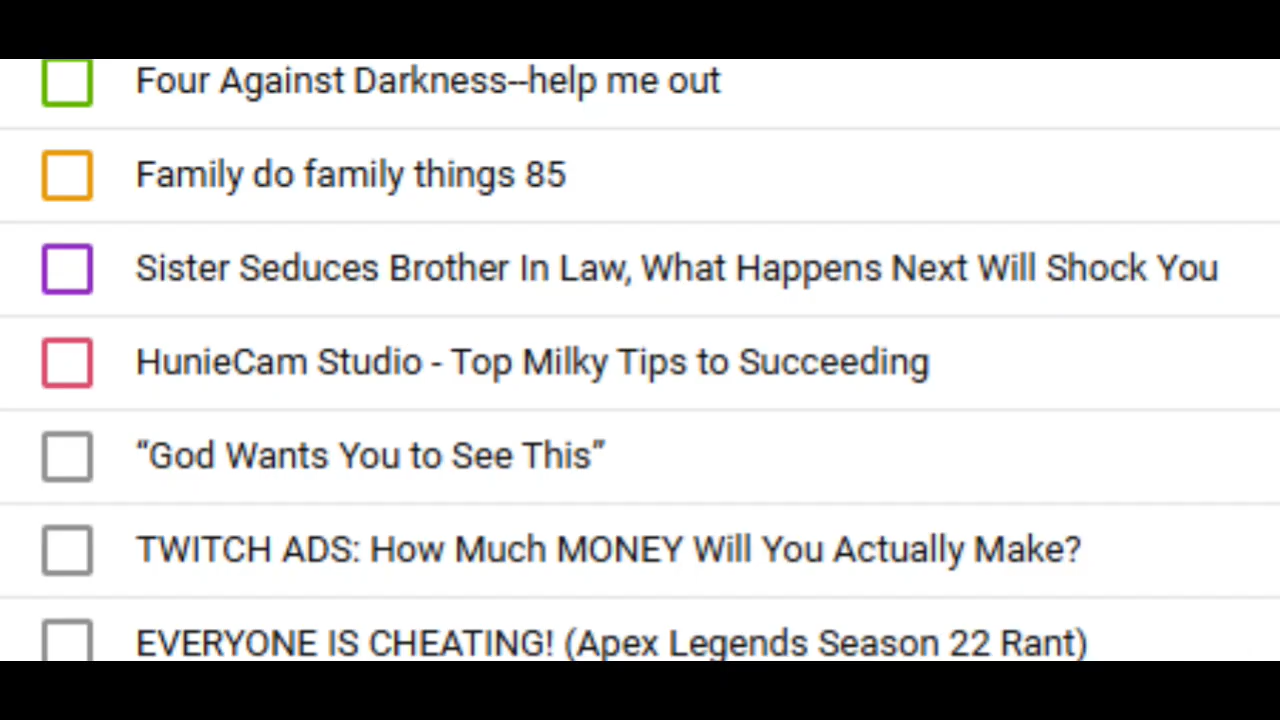 Four Against Darkness--help me out
Family do family things 85
Sister Seduces Brother In Law, What Happens Next Will Shock You
HunieCam Studio - Top Milky Tips to Succeeding
“God Wants You to See This”
TWITCH ADS: How Much MONEY Will You Actually Make?
EVERYONE IS CHEATING! (Apex Legends Season 22 Rant)